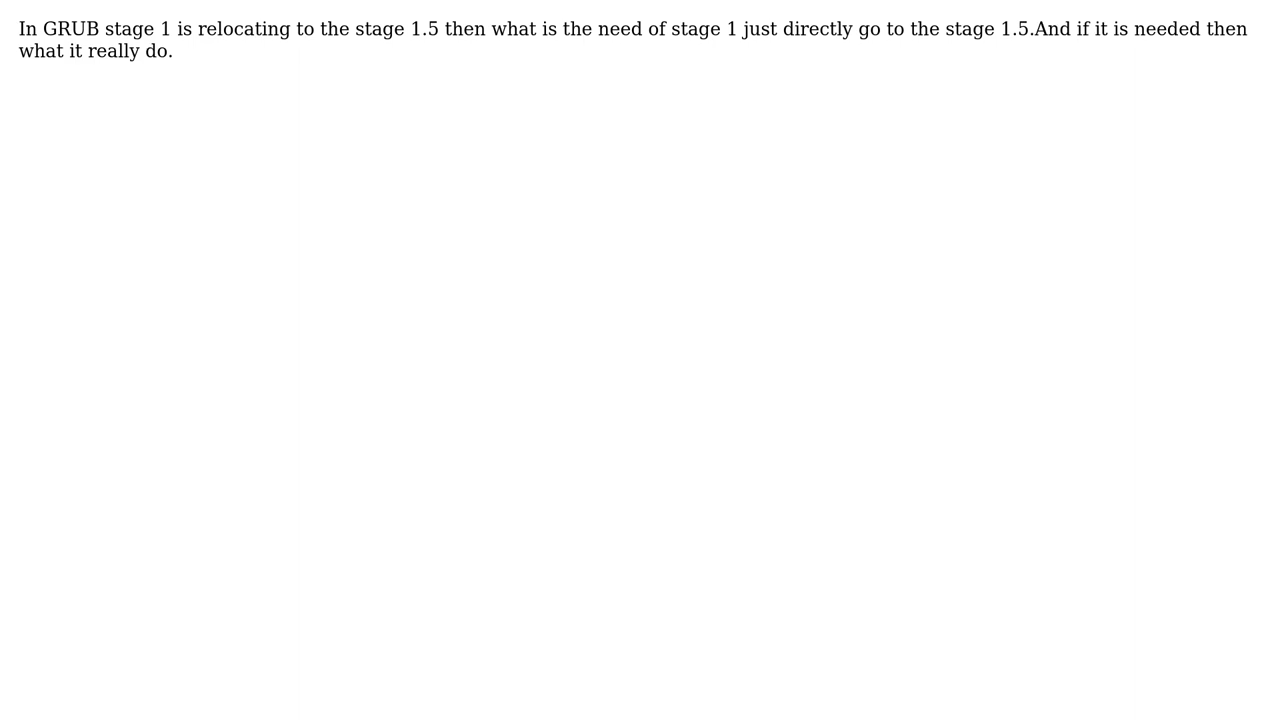 In GRUB stage 1 is relocating to the stage 1.5 then what is the need of stage 1 just directly go to the stage 1.5.And if it is needed then
what it really do.